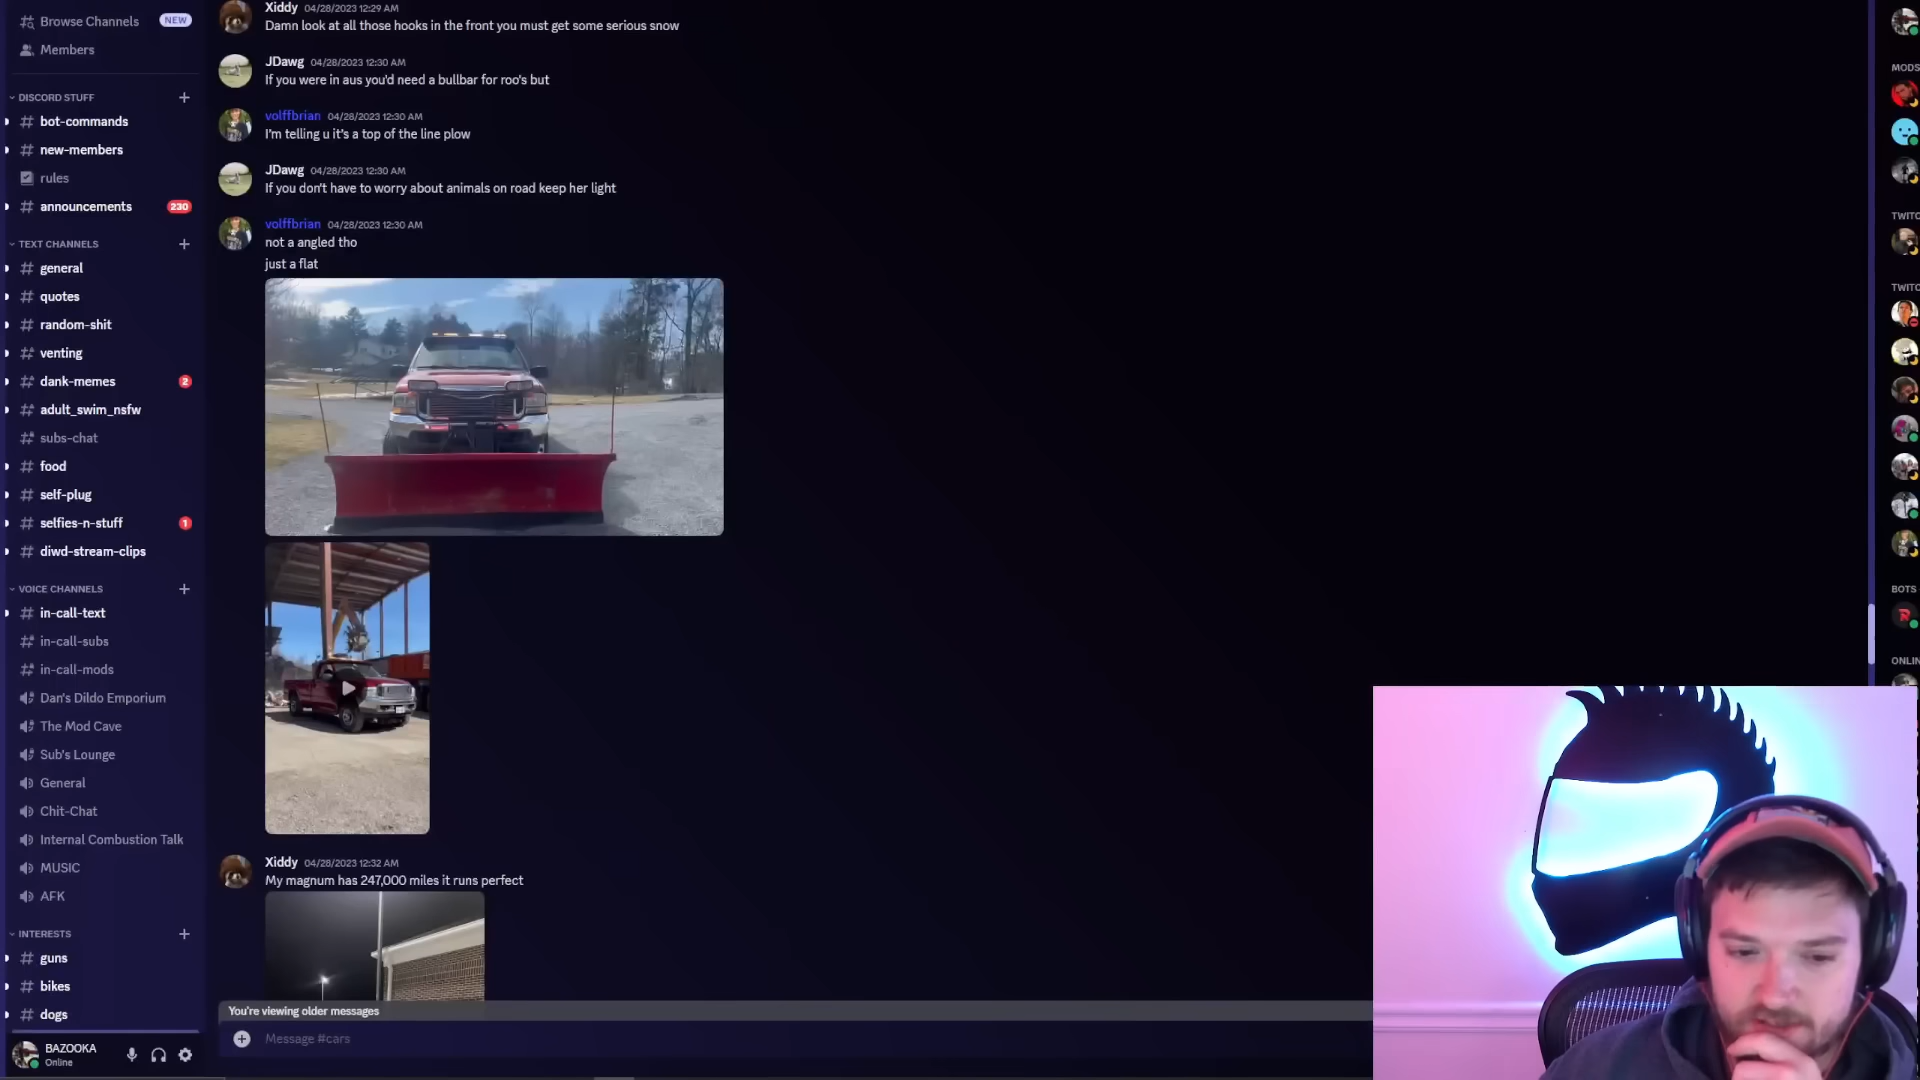 Browse Channels NEW
Members
DISCORD STUFF
bot-commands
new-members
rules
announcements 230
TEXT CHANNELS
general
quotes
random-shit
venting
dank-memes 2
adult_swim_nsfw
subs-chat
food
self-plug
selfies-n-stuff 1
diwd-stream-clips
VOICE CHANNELS
in-call-text
in-call-subs
in-call-mods
Dan's Dildo Emporium
The Mod Cave
Sub's Lounge
General
Chit-Chat
Internal Combustion Talk
MUSIC
AFK
INTERESTS
guns
bikes
dogs
BAZOOKA
Online
Xiddy 04/28/2023 12:29 AM
Damn look at all those hooks in the front you must get some serious snow
JDawg 04/28/2023 12:30 AM
If you were in aus you'd need a bullbar for roo's but
volffbrian 04/28/2023 12:30 AM
I'm telling u it's a top of the line plow
JDawg 04/28/2023 12:30 AM
If you don't have to worry about animals on road keep her light
volffbrian 04/28/2023 12:30 AM
not a angled tho
just a flat
Xiddy 04/28/2023 12:32 AM
My magnum has 247,000 miles it runs perfect
You're viewing older messages
Message #cars
MODS
TWITC
TWITC
BOTS
ONLIN